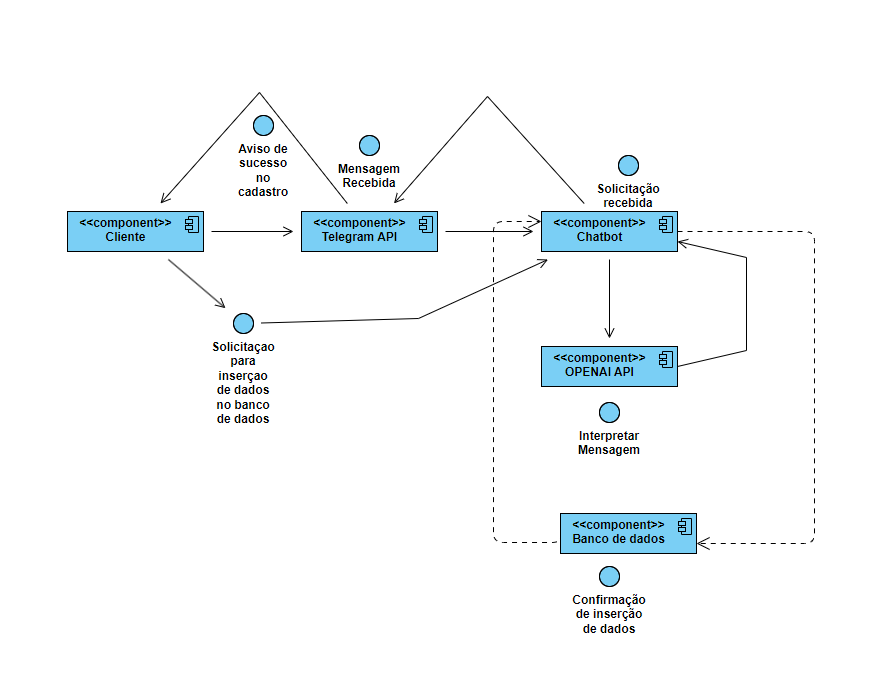 Aviso de
sucesso
no
cadastro
Mensagem
Recebida
Solicitação
recebida
<<component>>
Cliente
<<component>>
Telegram API
<<component>>
Chatbot
Solicitaçao
para
inserçao
de dados
no banco
de dados
<<component>>
OPENAI API
Interpretar
Mensagem
<<component>>
Banco de dados
Confirmação
de inserção
de dados